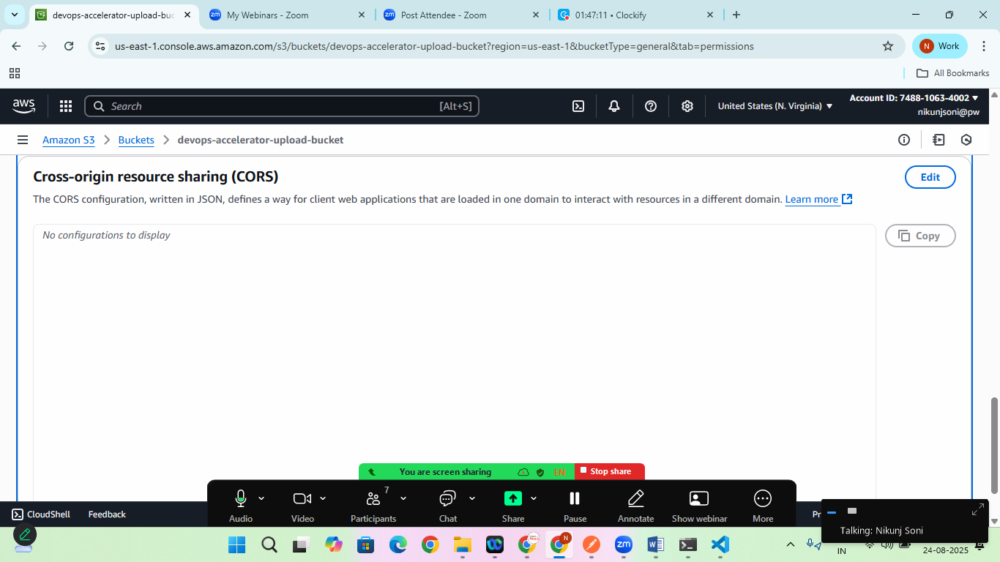 devops-accelerator-upload-buc
My Webinars - Zoom
Post Attendee - Zoom
01:47:11 • Clockify
us-east-1.console.aws.amazon.com/s3/buckets/devops-accelerator-upload-bucket?region=us-east-1&bucketType=general&tab=permissions
N Work
All Bookmarks
aws
Search
[Alt+S]
United States (N. Virginia)
Account ID: 7488-1063-4002
nikunjsoni@pw
Amazon S3
Buckets
devops-accelerator-upload-bucket
Cross-origin resource sharing (CORS)
Edit
The CORS configuration, written in JSON, defines a way for client web applications that are loaded in one domain to interact with resources in a different domain. Learn more
No configurations to display
Copy
You are screen sharing
Stop share
7
Audio
Video
Participants
Chat
Share
Pause
Annotate
Show webinar
More
CloudShell
Feedback
Pr
Talking: Nikunj Soni
IN
24-08-2025